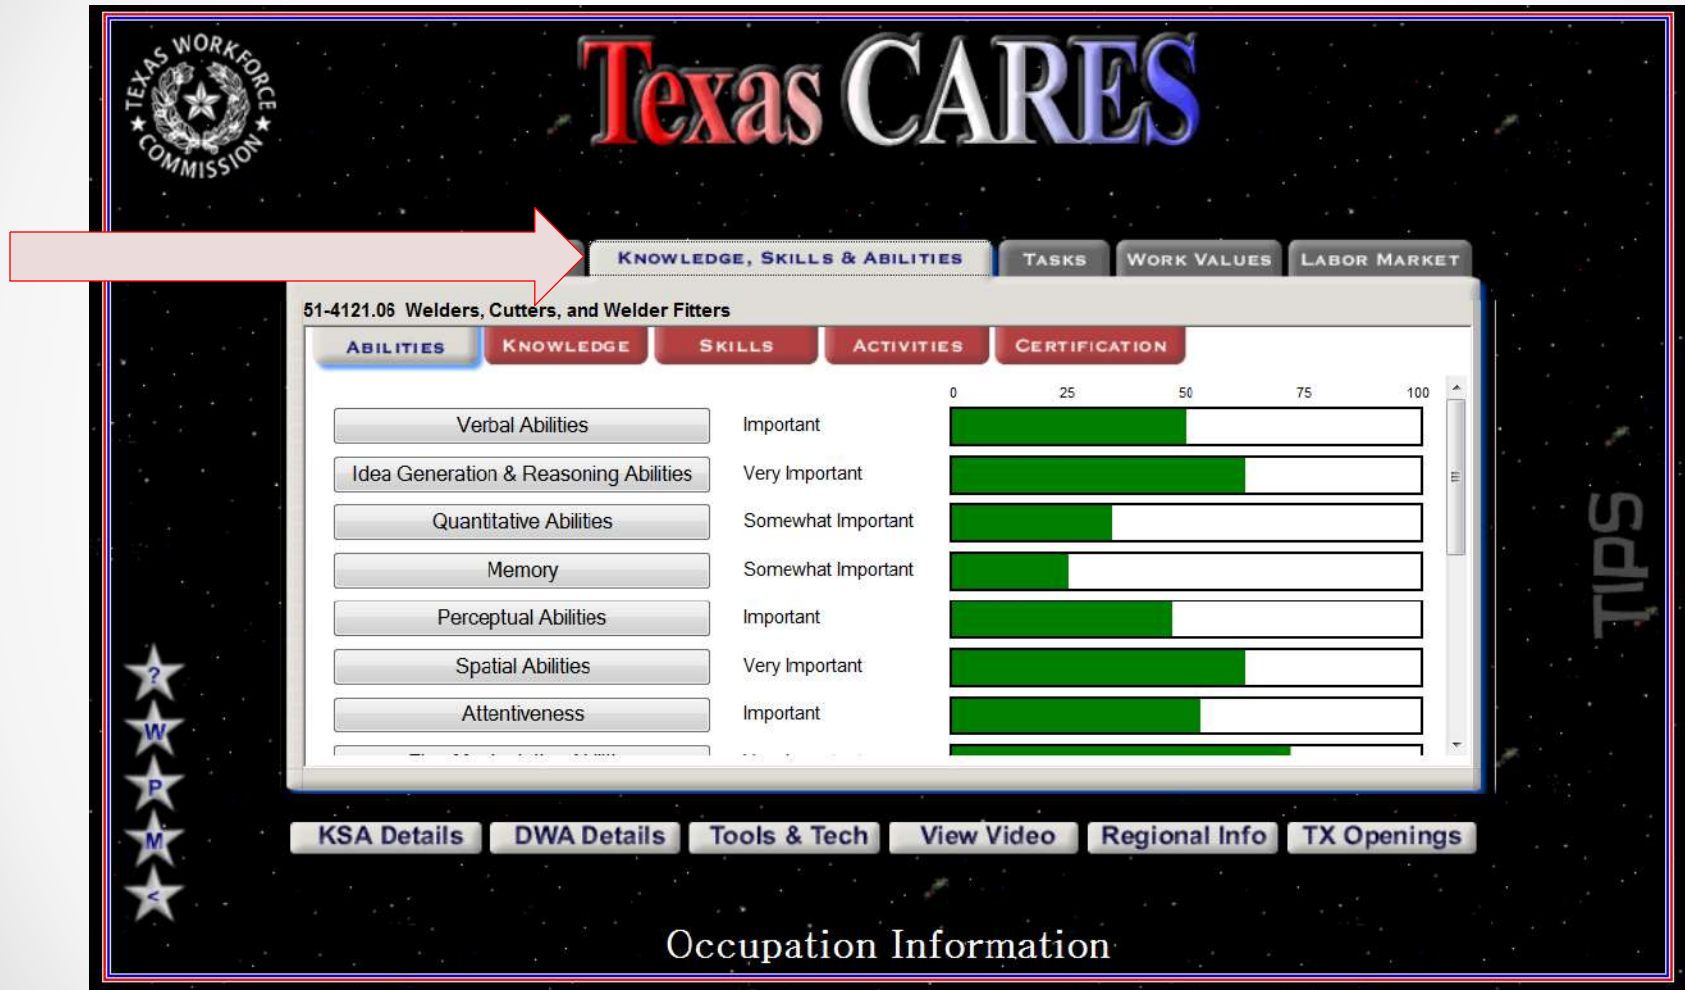 TEXAS WORKFORCE COMMISSION
Texas CARES
KNOWLEDGE, SKILLS & ABILITIES
TASKS
WORK VALUES
LABOR MARKET
51-4121.06 Welders, Cutters, and Welder Fitters
ABILITIES
KNOWLEDGE
SKILLS
ACTIVITIES
CERTIFICATION
0 25 50 75 100
Verbal Abilities Important
Idea Generation & Reasoning Abilities Very Important
Quantitative Abilities Somewhat Important
Memory Somewhat Important
Perceptual Abilities Important
Spatial Abilities Very Important
Attentiveness Important
TIPS
?
W
P
M
<
KSA Details
DWA Details
Tools & Tech
View Video
Regional Info
TX Openings
Occupation Information